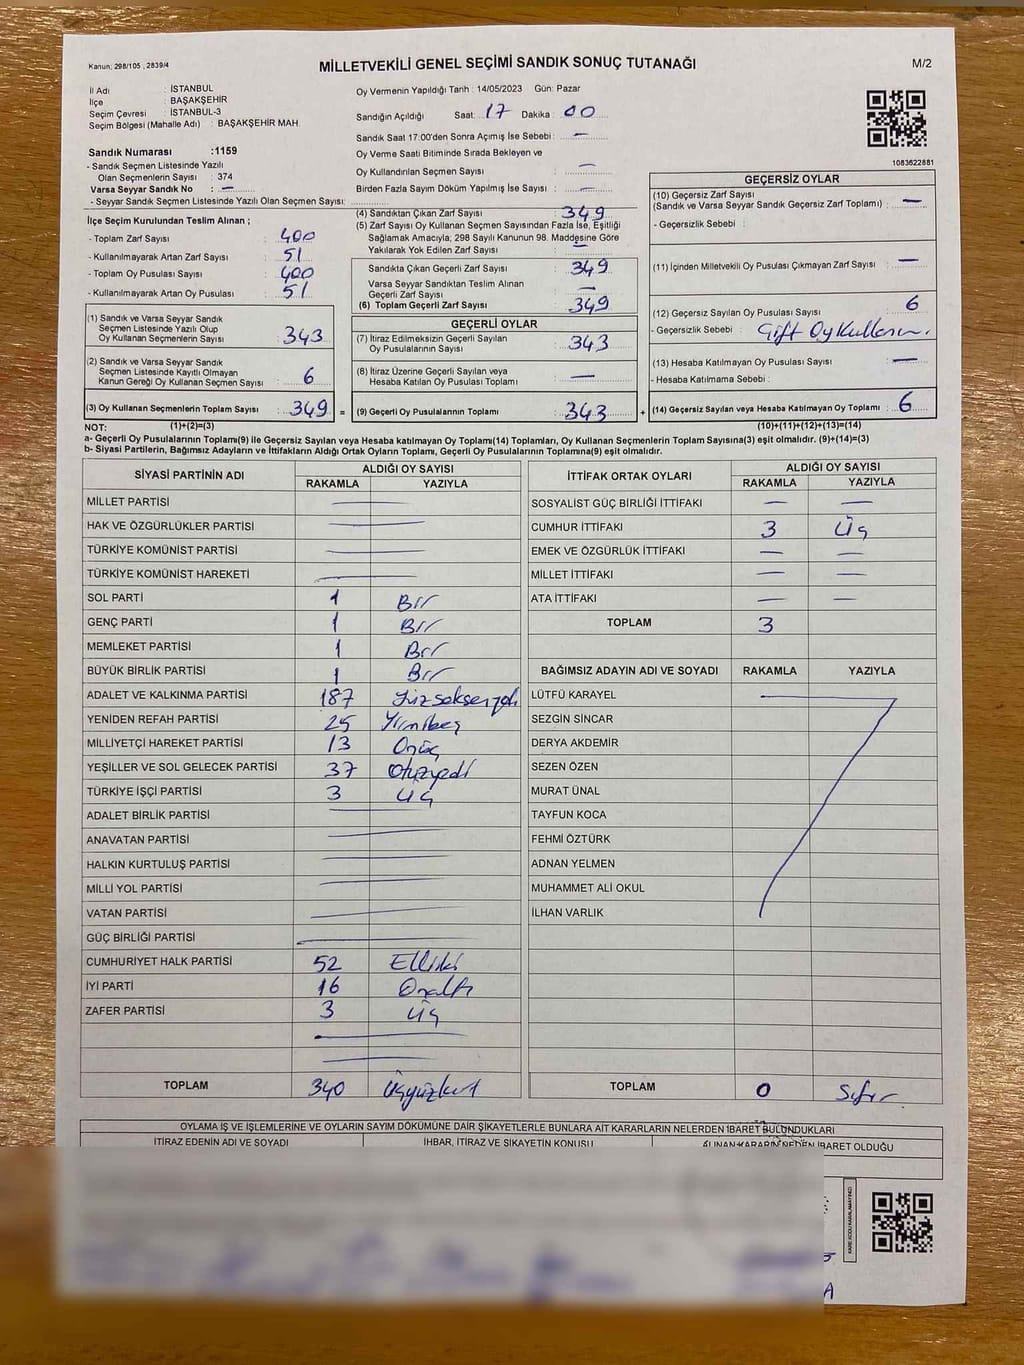 Kanun; 298/105 , 2839/4
MİLLETVEKİLİ GENEL SEÇİMİ SANDIK SONUÇ TUTANAĞI
M/2
İl Adı : İSTANBUL
İlçe : BAŞAKŞEHİR
Seçim Çevresi : İSTANBUL-3
Seçim Bölgesi (Mahalle Adı) : BAŞAKŞEHİR MAH.
Sandık Numarası :1159
- Sandık Seçmen Listesinde Yazılı
Olan Seçmenlerin Sayısı : 374
Varsa Seyyar Sandık No : —
- Seyyar Sandık Seçmen Listesinde Yazılı Olan Seçmen Sayısı:
Oy Vermenin Yapıldığı Tarih : 14/05/2023 Gün: Pazar
Sandığın Açıldığı Saat: 17 Dakika : 00
Sandık Saat 17:00'den Sonra Açımış İse Sebebi : —
Oy Verme Saati Bitiminde Sırada Bekleyen ve
Oy Kullandırılan Seçmen Sayısı : —
Birden Fazla Sayım Döküm Yapılmış İse Sayısı : —
1083622881
İlçe Seçim Kurulundan Teslim Alınan ;
- Toplam Zarf Sayısı : 400
- Kullanılmayarak Artan Zarf Sayısı : 51
- Toplam Oy Pusulası Sayısı : 400
- Kullanılmayarak Artan Oy Pusulası : 51
(1) Sandık ve Varsa Seyyar Sandık
Seçmen Listesinde Yazılı Olup
Oy Kullanan Seçmenlerin Sayısı : 343
(2) Sandık ve Varsa Seyyar Sandık
Seçmen Listesinde Kayıtlı Olmayan
Kanun Gereği Oy Kullanan Seçmen Sayısı : 6
(3) Oy Kullanan Seçmenlerin Toplam Sayısı : 349 =
(4) Sandıktan Çıkan Zarf Sayısı : 349
(5) Zarf Sayısı Oy Kullanan Seçmen Sayısından Fazla İse, Eşitliği
Sağlamak Amacıyla; 298 Sayılı Kanunun 98. Maddesine Göre
Yakılarak Yok Edilen Zarf Sayısı : —
Sandıkta Çıkan Geçerli Zarf Sayısı : 349
Varsa Seyyar Sandıktan Teslim Alınan
Geçerli Zarf Sayısı : —
(6) Toplam Geçerli Zarf Sayısı : 349
GEÇERLİ OYLAR
(7) İtiraz Edilmeksizin Geçerli Sayılan
Oy Pusulalarının Sayısı : 343
(8) İtiraz Üzerine Geçerli Sayılan veya
Hesaba Katılan Oy Pusulası Toplamı : —
(9) Geçerli Oy Pusulalarının Toplamı : 343 +
GEÇERSİZ OYLAR
(10) Geçersiz Zarf Sayısı
(Sandık ve Varsa Seyyar Sandık Geçersiz Zarf Toplamı) : —
- Geçersizlik Sebebi :
(11) İçinden Milletvekili Oy Pusulası Çıkmayan Zarf Sayısı : —
(12) Geçersiz Sayılan Oy Pusulası Sayısı : 6
- Geçersizlik Sebebi : Çift Oy
(13) Hesaba Katılmayan Oy Pusulası Sayısı : —
- Hesaba Katılmama Sebebi :
(14) Geçersiz Sayılan veya Hesaba Katılmayan Oy Toplamı : 6
NOT: (1)+(2)=(3) (10)+(11)+(12)+(13)=(14)
a- Geçerli Oy Pusulalarının Toplamı(9) ile Geçersiz Sayılan veya Hesaba katılmayan Oy Toplamı(14) Toplamları, Oy Kullanan Seçmenlerin Toplam Sayısına(3) eşit olmalıdır. (9)+(14)=(3)
b- Siyasi Partilerin, Bağımsız Adayların ve İttifakların Aldığı Ortak Oyların Toplamı, Geçerli Oy Pusulalarının Toplamına(9) eşit olmalıdır.
SİYASİ PARTİNİN ADI ALDIĞI OY SAYISI
RAKAMLA YAZIYLA
MİLLET PARTİSİ —
HAK VE ÖZGÜRLÜKLER PARTİSİ —
TÜRKİYE KOMÜNİST PARTİSİ —
TÜRKİYE KOMÜNİST HAREKETİ —
SOL PARTİ 1 Bir
GENÇ PARTİ 1 Bir
MEMLEKET PARTİSİ 1 Bir
BÜYÜK BİRLİK PARTİSİ 1 Bir
ADALET VE KALKINMA PARTİSİ 187 Yüzseksenyedi
YENİDEN REFAH PARTİSİ 25 Yirmibeş
MİLLİYETÇİ HAREKET PARTİSİ 13 Onüç
YEŞİLLER VE SOL GELECEK PARTİSİ 37 Otuzyedi
TÜRKİYE İŞÇİ PARTİSİ 3 Üç
ADALET BİRLİK PARTİSİ —
ANAVATAN PARTİSİ —
HALKIN KURTULUŞ PARTİSİ —
MİLLİ YOL PARTİSİ —
VATAN PARTİSİ —
GÜÇ BİRLİĞİ PARTİSİ —
CUMHURİYET HALK PARTİSİ 52 Elliiki
İYİ PARTİ 16 Onaltı
ZAFER PARTİSİ 3 Üç
TOPLAM 340 Üçyüzkırk
İTTİFAK ORTAK OYLARI ALDIĞI OY SAYISI
RAKAMLA YAZIYLA
SOSYALİST GÜÇ BİRLİĞİ İTTİFAKI — —
CUMHUR İTTİFAKI 3 Üç
EMEK VE ÖZGÜRLÜK İTTİFAKI — —
MİLLET İTTİFAKI — —
ATA İTTİFAKI — —
TOPLAM 3
BAĞIMSIZ ADAYIN ADI VE SOYADI RAKAMLA YAZIYLA
LÜTFÜ KARAYEL
SEZGİN SİNCAR
DERYA AKDEMİR
SEZEN ÖZEN
MURAT ÜNAL
TAYFUN KOCA
FEHMİ ÖZTÜRK
ADNAN YELMEN
MUHAMMET ALİ OKUL
İLHAN VARLIK
TOPLAM 0 Sıfır
OYLAMA İŞ VE İŞLEMLERİNE VE OYLARIN SAYIM DÖKÜMÜNE DAİR ŞİKAYETLERLE BUNLARA AİT KARARLARIN NELERDEN İBARET BULUNDUKLARI
İTİRAZ EDENİN ADI VE SOYADI İHBAR, İTİRAZ VE ŞİKAYETİN KONUSU ALINAN KARARIN NEDEN İBARET OLDUĞU
KARE KODU KARALAMAYINIZ!